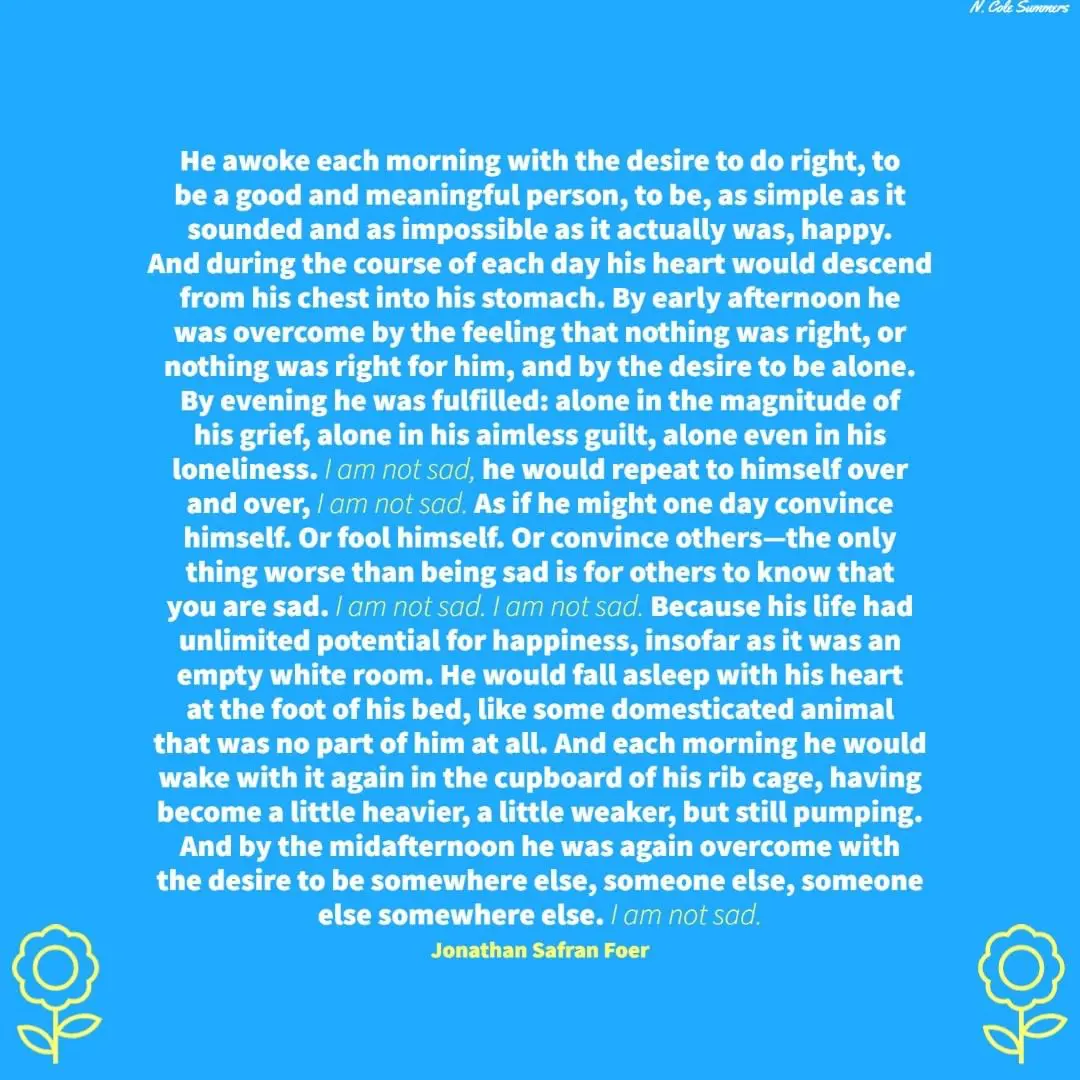 N. Cole Summers
He awoke each morning with the desire to do right, to
be a good and meaningful person, to be, as simple as it
sounded and as impossible as it actually was, happy.
And during the course of each day his heart would descend
from his chest into his stomach. By early afternoon he
was overcome by the feeling that nothing was right, or
nothing was right for him, and by the desire to be alone.
By evening he was fulfilled: alone in the magnitude of
his grief, alone in his aimless guilt, alone even in his
loneliness. I am not sad, he would repeat to himself over
and over, I am not sad. As if he might one day convince
himself. Or fool himself. Or convince others—the only
thing worse than being sad is for others to know that
you are sad. I am not sad. I am not sad. Because his life had
unlimited potential for happiness, insofar as it was an
empty white room. He would fall asleep with his heart
at the foot of his bed, like some domesticated animal
that was no part of him at all. And each morning he would
wake with it again in the cupboard of his rib cage, having
become a little heavier, a little weaker, but still pumping.
And by the midafternoon he was again overcome with
the desire to be somewhere else, someone else, someone
else somewhere else. I am not sad.
Jonathan Safran Foer